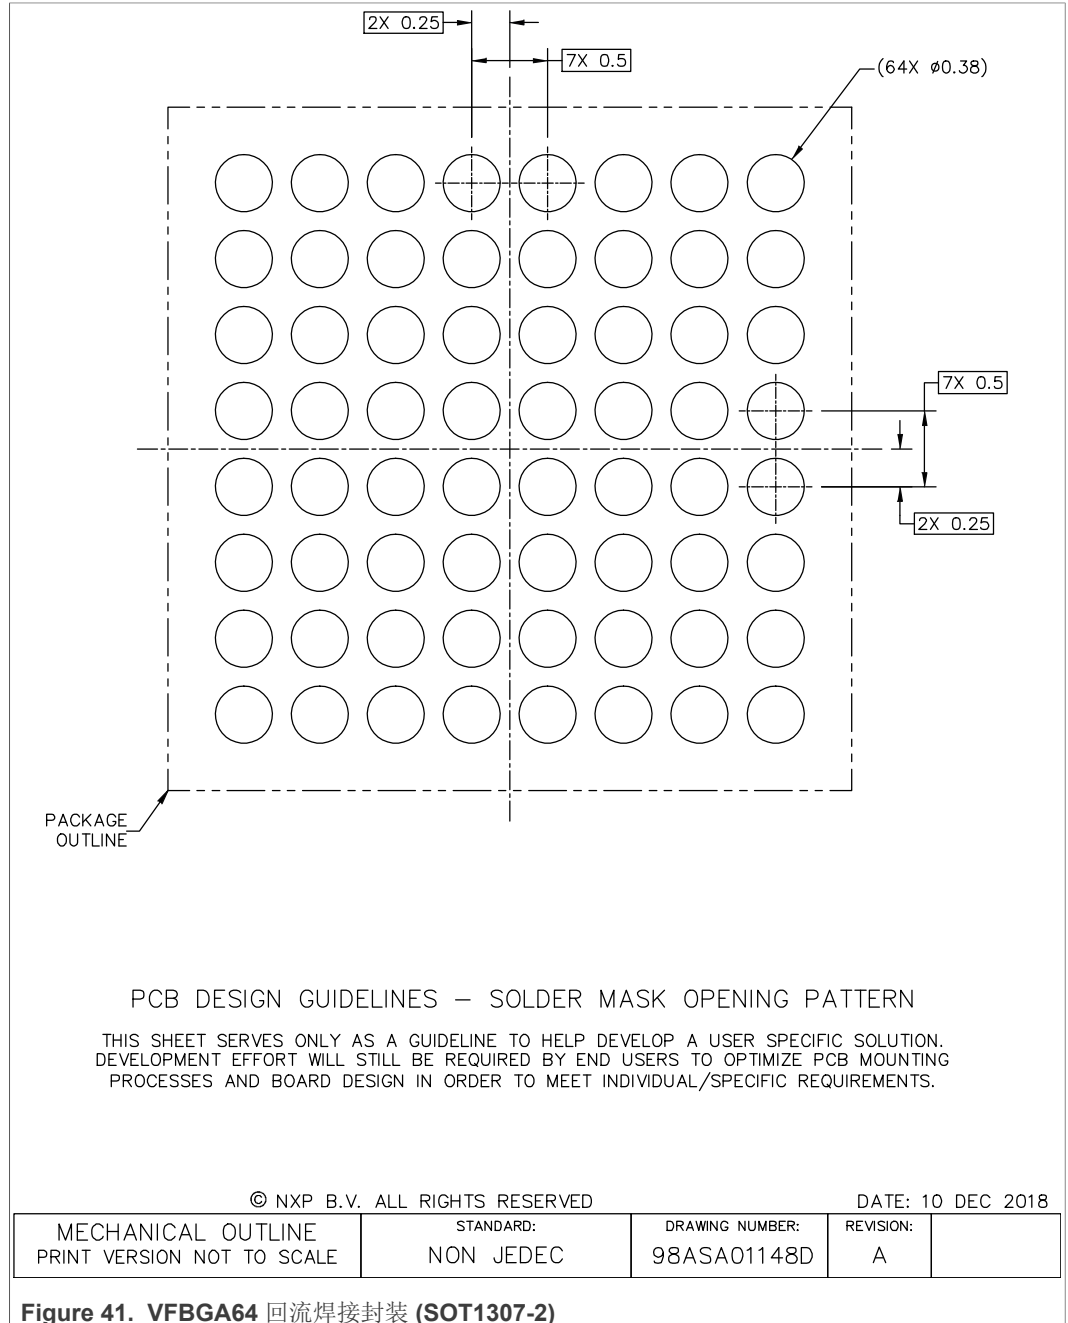 2X 0.25
7X 0.5
(64X ⌀0.38)
7X 0.5
2X 0.25
PACKAGE
OUTLINE
PCB DESIGN GUIDELINES – SOLDER MASK OPENING PATTERN
THIS SHEET SERVES ONLY AS A GUIDELINE TO HELP DEVELOP A USER SPECIFIC SOLUTION.
DEVELOPMENT EFFORT WILL STILL BE REQUIRED BY END USERS TO OPTIMIZE PCB MOUNTING
PROCESSES AND BOARD DESIGN IN ORDER TO MEET INDIVIDUAL/SPECIFIC REQUIREMENTS.
© NXP B.V. ALL RIGHTS RESERVED
DATE: 10 DEC 2018
MECHANICAL OUTLINE
PRINT VERSION NOT TO SCALE
STANDARD:
NON JEDEC
DRAWING NUMBER:
98ASA01148D
REVISION:
A
Figure 41. VFBGA64 回流焊接封装 (SOT1307-2)